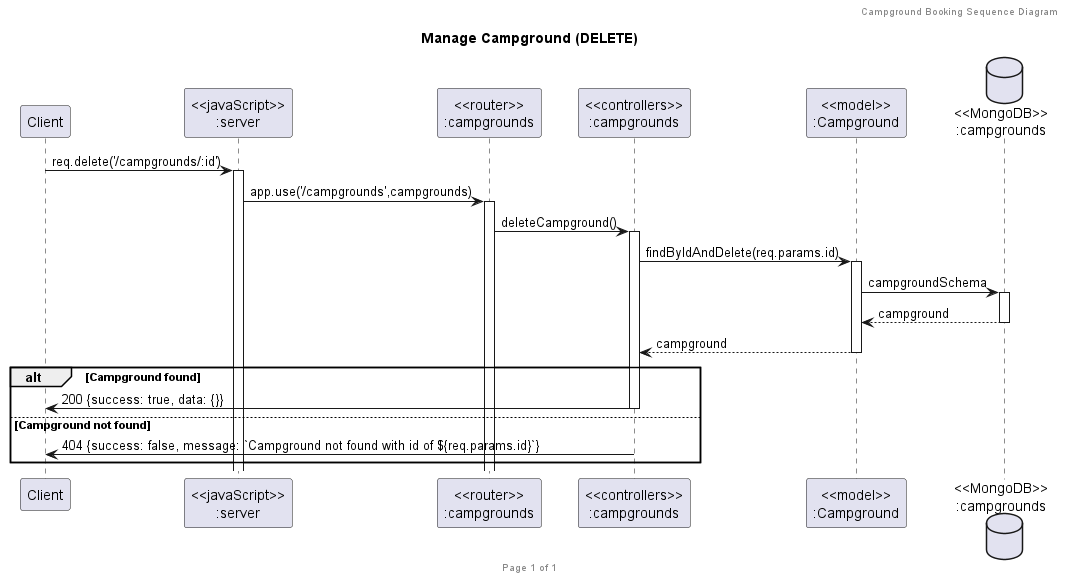 Campground Booking Sequence Diagram
Manage Campground (DELETE)
Client
<<javaScript>>
:server
<<router>>
:campgrounds
<<controllers>>
:campgrounds
<<model>>
:Campground
<<MongoDB>>
:campgrounds
req.delete('/campgrounds/:id')
app.use('/campgrounds',campgrounds)
deleteCampground()
findByIdAndDelete(req.params.id)
campgroundSchema
campground
campground
alt [Campground found]
200 {success: true, data: {}}
[Campground not found]
404 {success: false, message: `Campground not found with id of ${req.params.id}`}
Client
<<javaScript>>
:server
<<router>>
:campgrounds
<<controllers>>
:campgrounds
<<model>>
:Campground
<<MongoDB>>
:campgrounds
Page 1 of 1